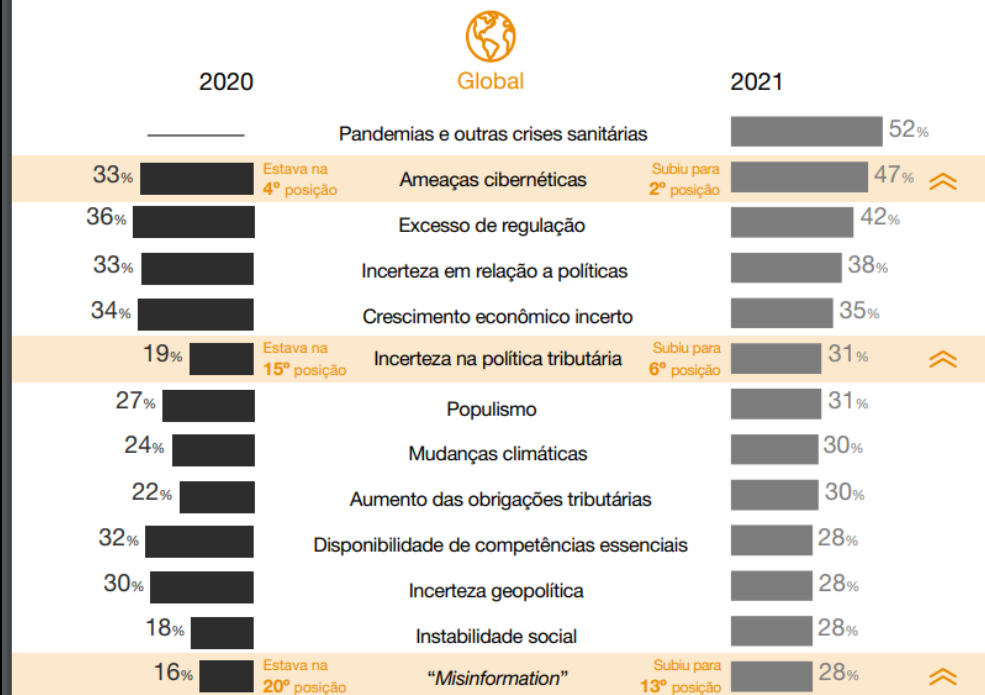 2020 Global 2021
Pandemias e outras crises sanitárias 52%
33% Estava na 4º posição Ameaças cibernéticas Subiu para 2º posição 47%
36% Excesso de regulação 42%
33% Incerteza em relação a políticas 38%
34% Crescimento econômico incerto 35%
19% Estava na 15º posição Incerteza na política tributária Subiu para 6º posição 31%
27% Populismo 31%
24% Mudanças climáticas 30%
22% Aumento das obrigações tributárias 30%
32% Disponibilidade de competências essenciais 28%
30% Incerteza geopolítica 28%
18% Instabilidade social 28%
16% Estava na 20º posição “Misinformation” Subiu para 13º posição 28%